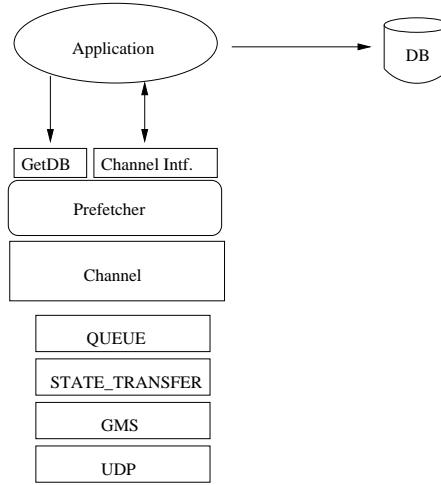 Application
DB
GetDB
Channel Intf.
Prefetcher
Channel
QUEUE
STATE_TRANSFER
GMS
UDP